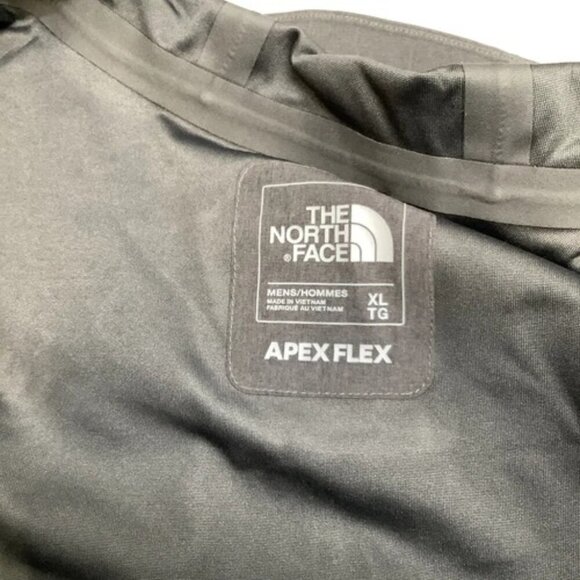 THE
NORTH
®FACE
MENS/HOMMES
MADE IN VIETNAM
FABRIQUÉ AU VIETNAM
XL
TG
APEX FLEX